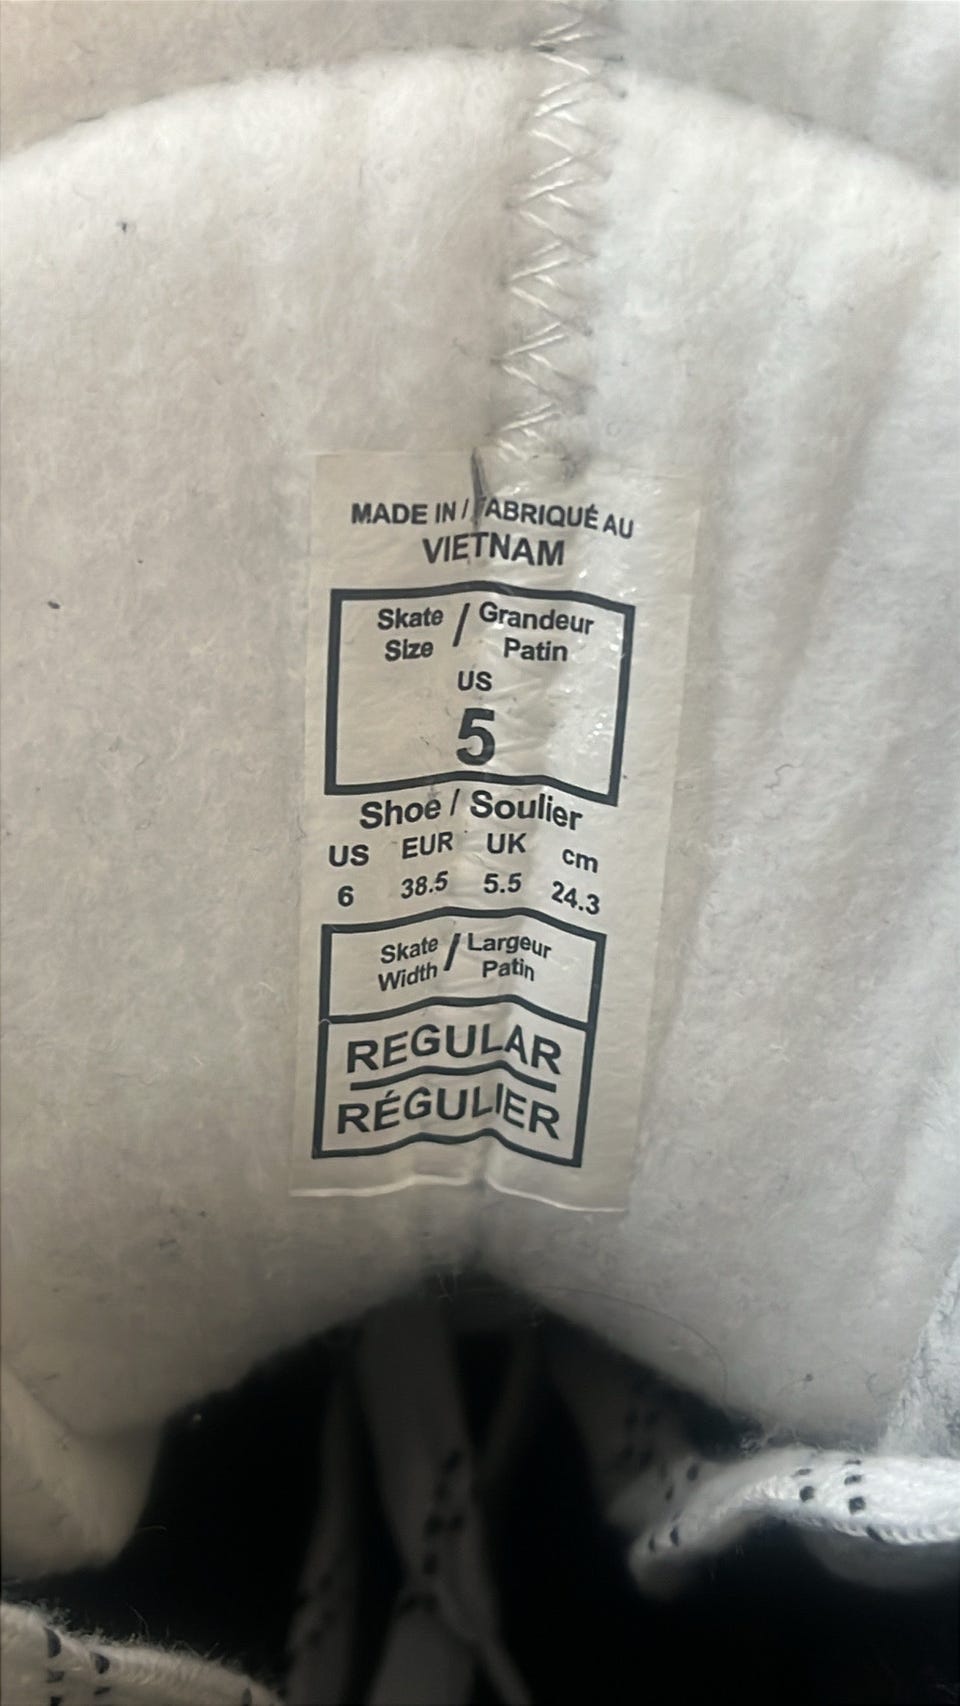 MADE IN / FABRIQUÉ AU
VIETNAM
Skate Size / Grandeur Patin
US
5
Shoe / Soulier
US EUR UK cm
6 38.5 5.5 24.3
Skate Width / Largeur Patin
REGULAR
RÉGULIER